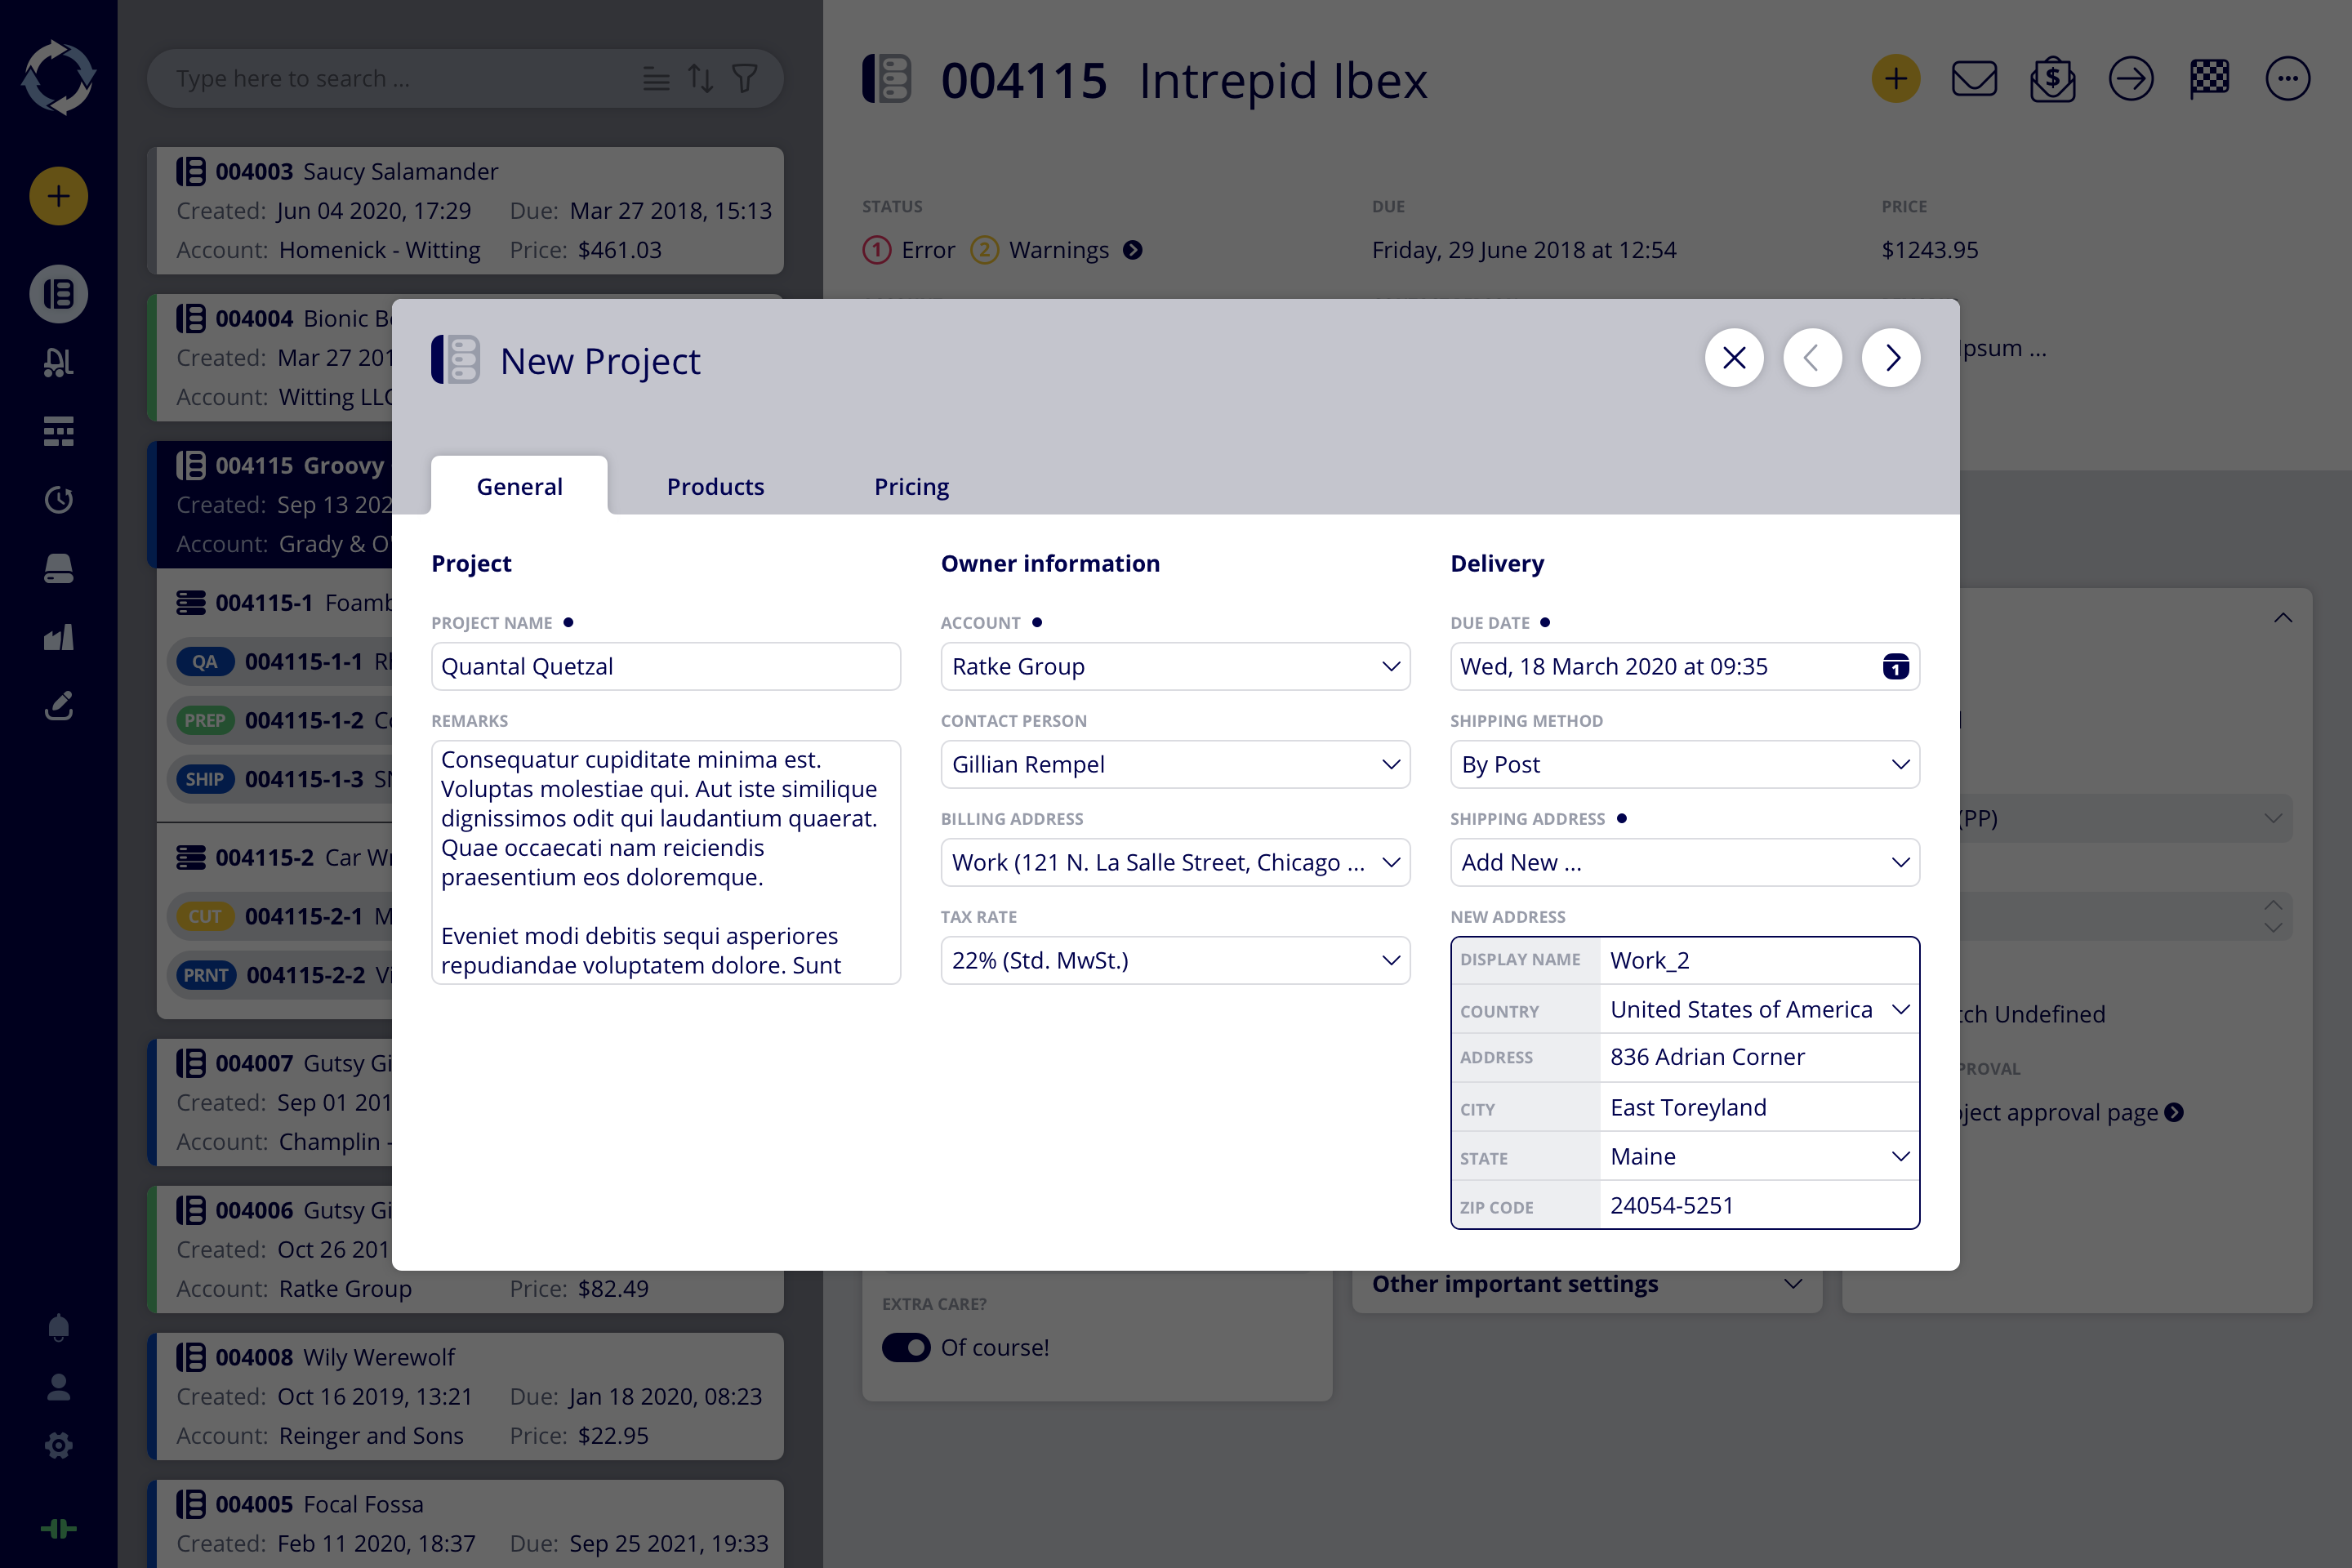 Type here to search ...
004003 Saucy Salamander
Created: Jun 04 2020, 17:29 Due: Mar 27 2018, 15:13
Account: Homenick - Witting Price: $461.03
004004 Bionic
Created: Mar 27
Account: Witting
004115 Groovy
Created: Sep 13
Account: Grady &
004115-1
QA 004115-1-1
PREP 004115-1-2
SHIP 004115-1-3
004115-2 Car
CUT 004115-2-1
PRNT 004115-2-2
004007 Gutsy
Created: Sep 01
Account: Champlin -
004006 Gutsy
Created: Oct 26
Account: Ratke Group Price: $82.49
004008 Wily Werewolf
Created: Oct 16 2019, 13:21 Due: Jan 18 2020, 08:23
Account: Reinger and Sons Price: $22.95
004005 Focal Fossa
Created: Feb 11 2020, 18:37 Due: Sep 25 2021, 19:33
004115 Intrepid Ibex
STATUS DUE PRICE
1 Error 2 Warnings Friday, 29 June 2018 at 12:54 $1243.95
psum ...
New Project
General Products Pricing
Project
PROJECT NAME
Quantal Quetzal
REMARKS
Consequatur cupiditate minima est.
Voluptas molestiae qui. Aut iste similique
dignissimos odit qui laudantium quaerat.
Quae occaecati nam reiciendis
praesentium eos doloremque.
Eveniet modi debitis sequi asperiores
repudiandae voluptatem dolore. Sunt
Owner information
ACCOUNT
Ratke Group
CONTACT PERSON
Gillian Rempel
BILLING ADDRESS
Work (121 N. La Salle Street, Chicago ...
TAX RATE
22% (Std. MwSt.)
Delivery
DUE DATE
Wed, 18 March 2020 at 09:35 1
SHIPPING METHOD
By Post
SHIPPING ADDRESS
Add New ...
NEW ADDRESS
DISPLAY NAME Work_2
COUNTRY United States of America
ADDRESS 836 Adrian Corner
CITY East Toreyland
STATE Maine
ZIP CODE 24054-5251
(PP)
tch Undefined
PROVAL
ject approval page
Other important settings
EXTRA CARE?
Of course!